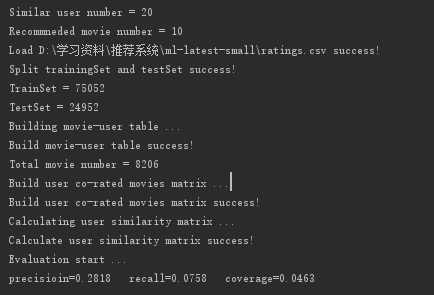 Similar user number = 20
Recommneded movie number = 10
Load D:\学习资料\推荐系统\ml-latest-small\ratings.csv success!
Split trainingSet and testSet success!
TrainSet = 75052
TestSet = 24952
Building movie-user table ...
Build movie-user table success!
Total movie number = 8206
Build user co-rated movies matrix ...
Build user co-rated movies matrix success!
Calculating user similarity matrix ...
Calculate user similarity matrix success!
Evaluation start ...
precisioin=0.2818 recall=0.0758 coverage=0.0463